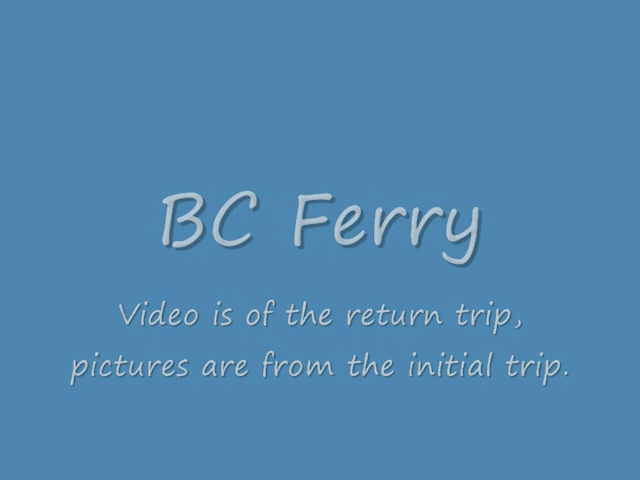 BC Ferry
Video is of the return trip,
pictures are from the initial trip.